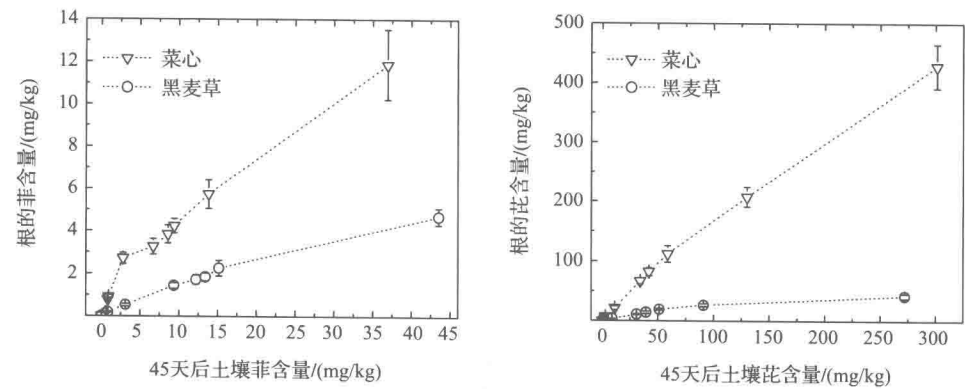 14
12
10
8
6
4
2
菜心
黑麦草
根的菲含量/(mg/kg)
0 5 10 15 20 25 30 35 40 45
45天后土壤菲含量/(mg/kg)
500
400
300
200
100
菜心
黑麦草
根的芘含量/(mg/kg)
0 50 100 150 200 250 300
45天后土壤芘含量/(mg/kg)